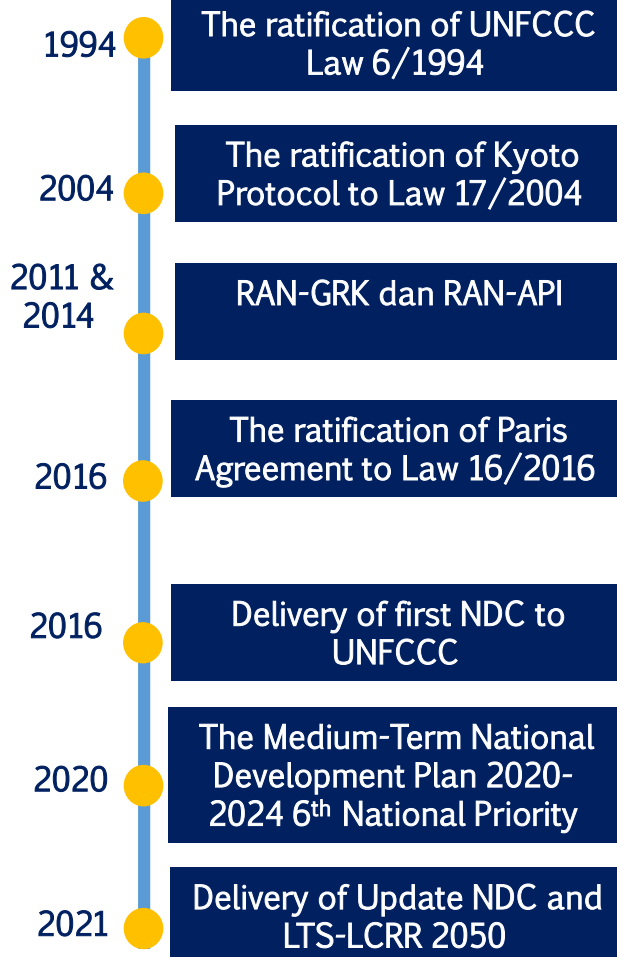 1994
The ratification of UNFCCC
Law 6/1994
2004
The ratification of Kyoto
Protocol to Law 17/2004
2011 &
2014
RAN-GRK dan RAN-API
2016
The ratification of Paris
Agreement to Law 16/2016
2016
Delivery of first NDC to
UNFCCC
2020
The Medium-Term National
Development Plan 2020-
2024 6th National Priority
2021
Delivery of Update NDC and
LTS-LCRR 2050